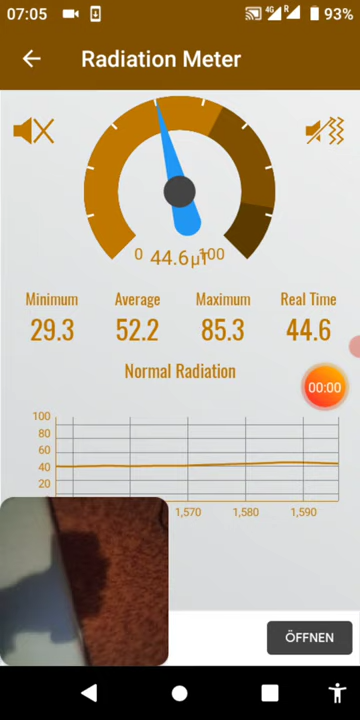 07:05 4G R 93%
Radiation Meter
0 44.6μT 100
Minimum Average Maximum Real Time
29.3 52.2 85.3 44.6
Normal Radiation
00:00
100
80
60
40
20
1,570 1,580 1,590
ÖFFNEN